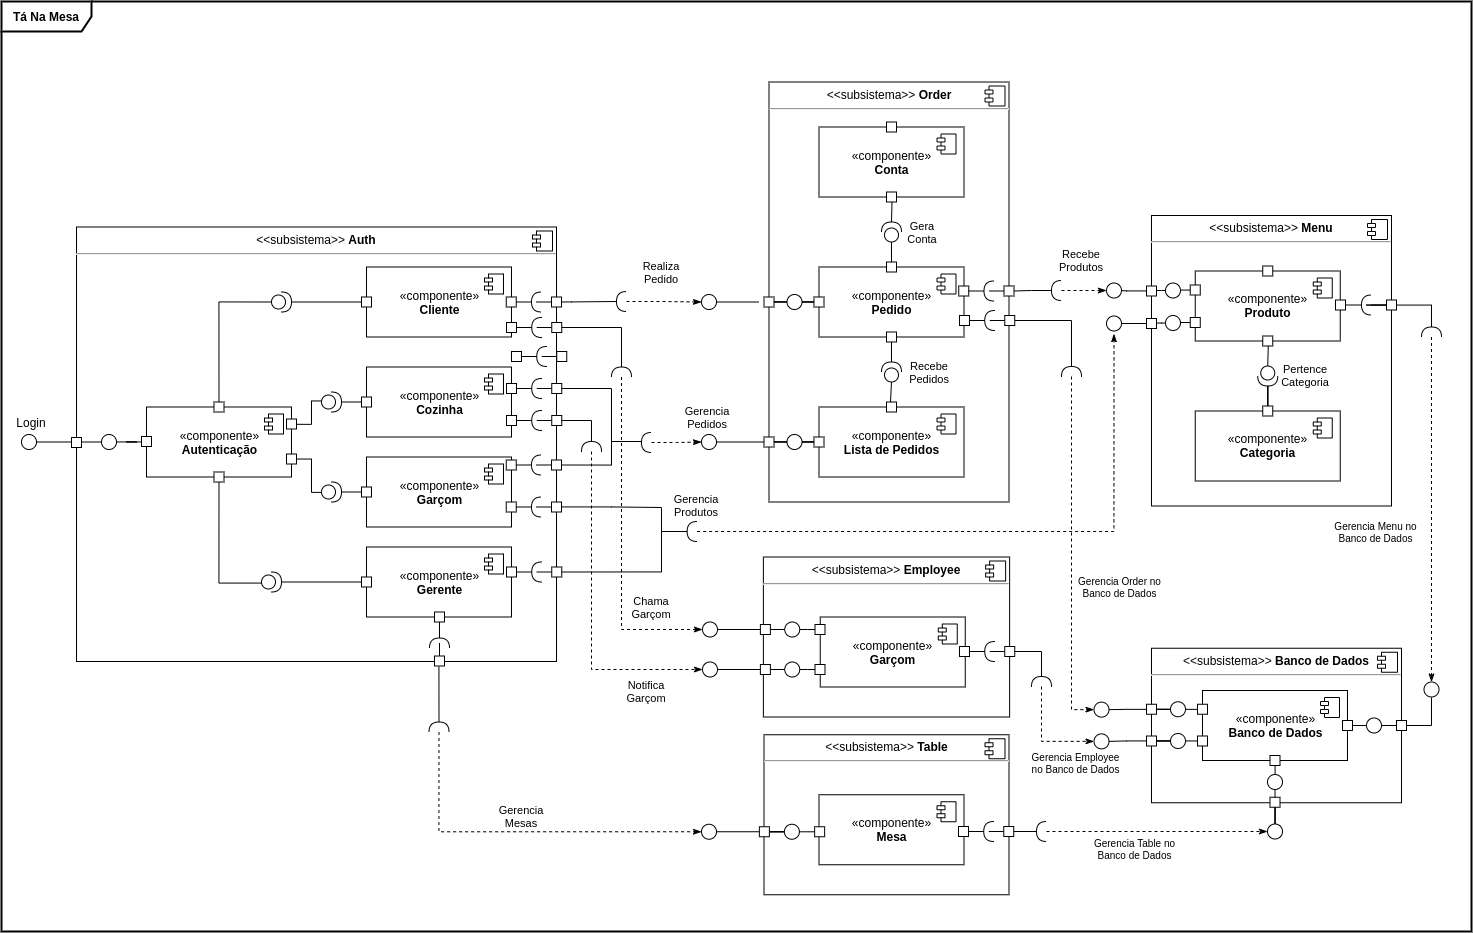 Tá Na Mesa
<<subsistema>> Order
«componente»
Conta
Gera
Conta
«componente»
Pedido
Recebe
Pedidos
«componente»
Lista de Pedidos
<<subsistema>> Auth
«componente»
Cliente
«componente»
Cozinha
«componente»
Autenticação
«componente»
Garçom
«componente»
Gerente
Login
Realiza
Pedido
Gerencia
Pedidos
Gerencia
Produtos
Chama
Garçom
Notifica
Garçom
Gerencia
Mesas
Recebe
Produtos
<<subsistema>> Menu
«componente»
Produto
Pertence
Categoria
«componente»
Categoria
Gerencia Menu no
Banco de Dados
<<subsistema>> Employee
«componente»
Garçom
Gerencia Order no
Banco de Dados
<<subsistema>> Banco de Dados
«componente»
Banco de Dados
Gerencia Employee
no Banco de Dados
<<subsistema>> Table
«componente»
Mesa
Gerencia Table no
Banco de Dados